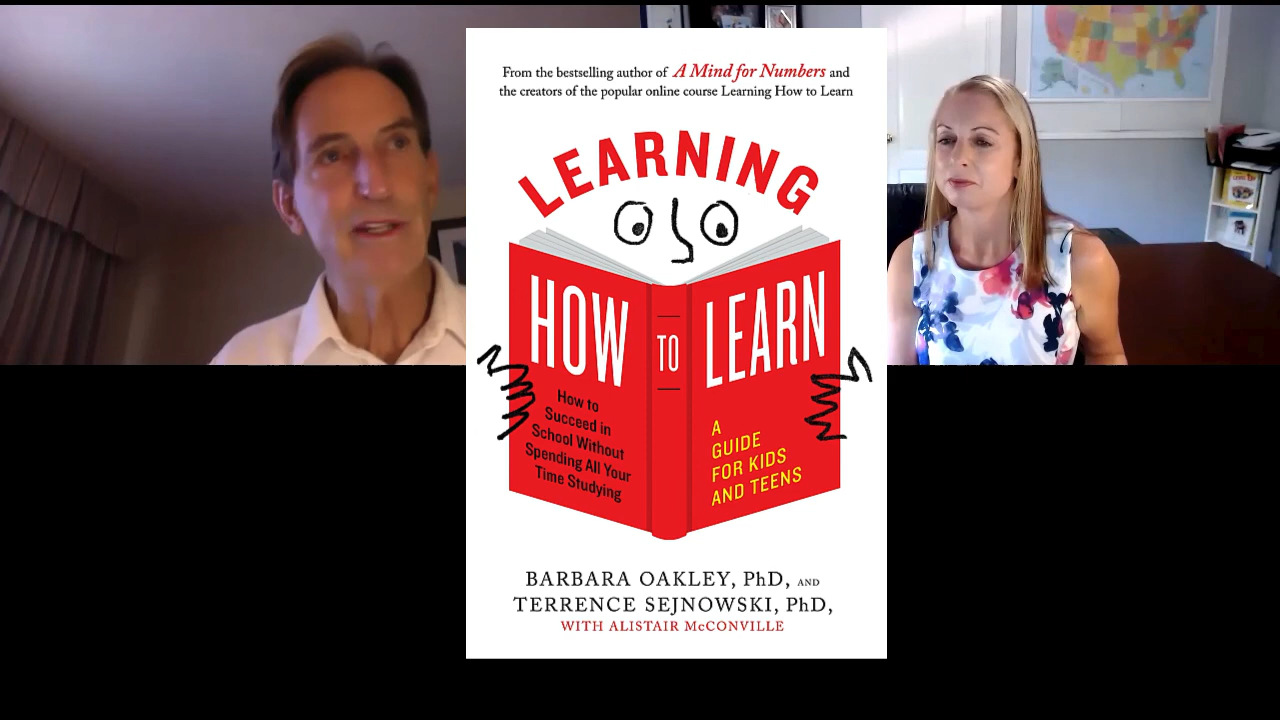 From the bestselling author of A Mind for Numbers and
the creators of the popular online course Learning How to Learn
LEARNING
HOW
TO
LEARN
How to
Succeed in
School Without
Spending All Your
Time Studying
A
GUIDE
FOR KIDS
AND TEENS
BARBARA OAKLEY, PhD, AND
TERRENCE SEJNOWSKI, PhD,
WITH ALISTAIR McCONVILLE